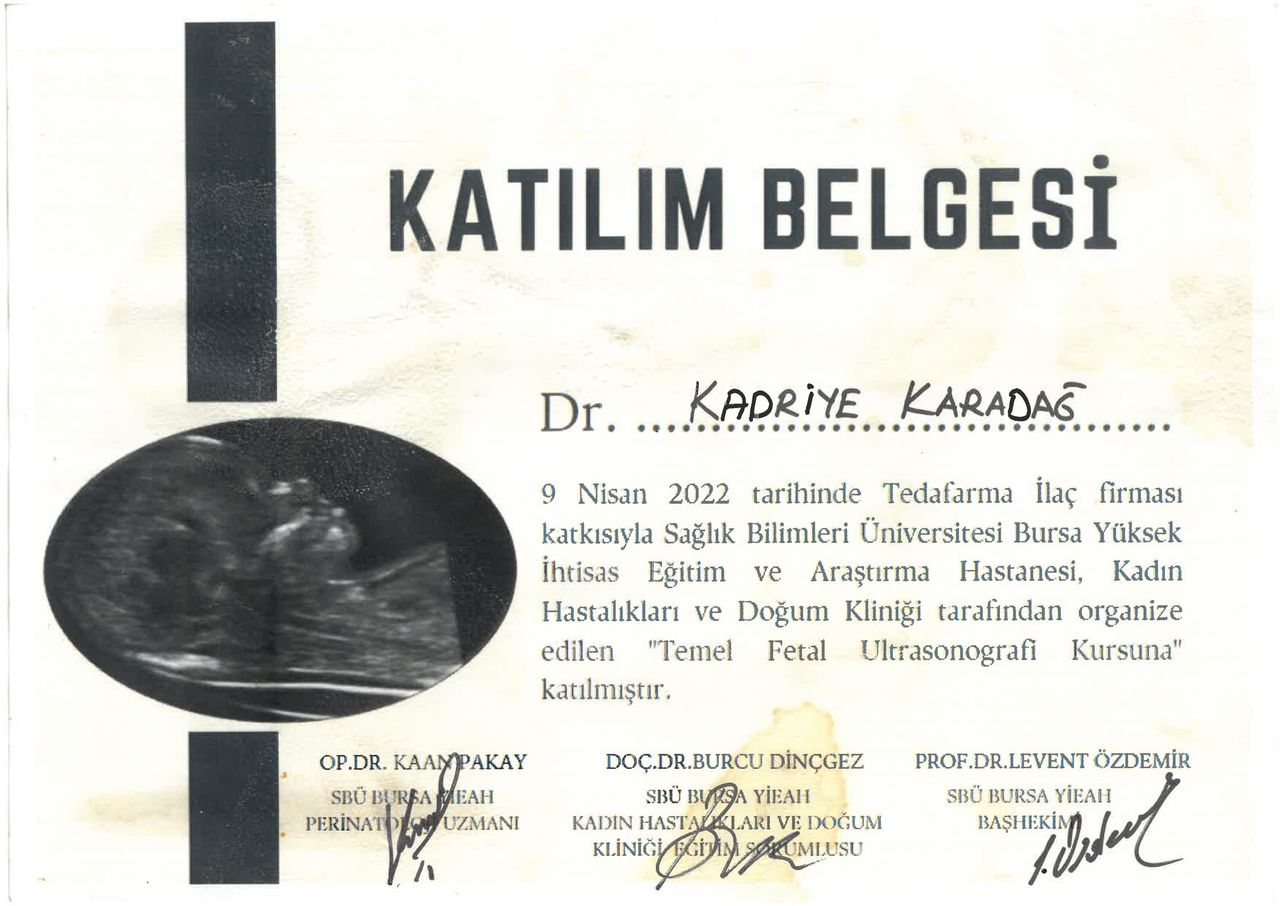 KATILIM BELGESİ
Dr. KADRİYE KARADAĞ
9 Nisan 2022 tarihinde Tedafarma İlaç firması
katkısıyla Sağlık Bilimleri Üniversitesi Bursa Yüksek
İhtisas Eğitim ve Araştırma Hastanesi, Kadın
Hastalıkları ve Doğum Kliniği tarafından organize
edilen "Temel Fetal Ultrasonografi Kursuna"
katılmıştır.
OP.DR. KAAN PAKAY
SBÜ BURSA YİEAH
PERİNATOLOJİ UZMANI
DOÇ.DR.BURCU DİNÇGEZ
SBÜ BURSA YİEAH
KADIN HASTALIKLARI VE DOĞUM
KLİNİĞİ EĞİTİM SORUMLUSU
PROF.DR.LEVENT ÖZDEMİR
SBÜ BURSA YİEAH
BAŞHEKİMİ